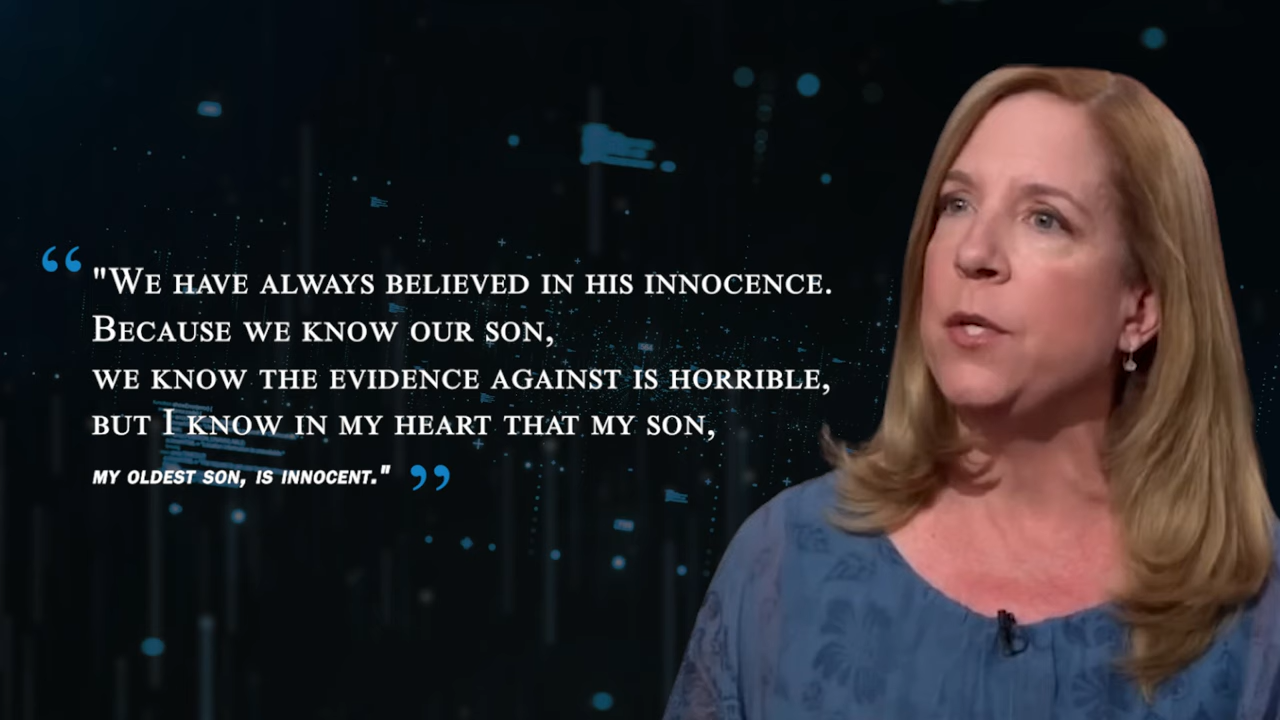 "We have always believed in his innocence.
Because we know our son,
we know the evidence against is horrible,
but I know in my heart that my son,
my oldest son, is innocent."